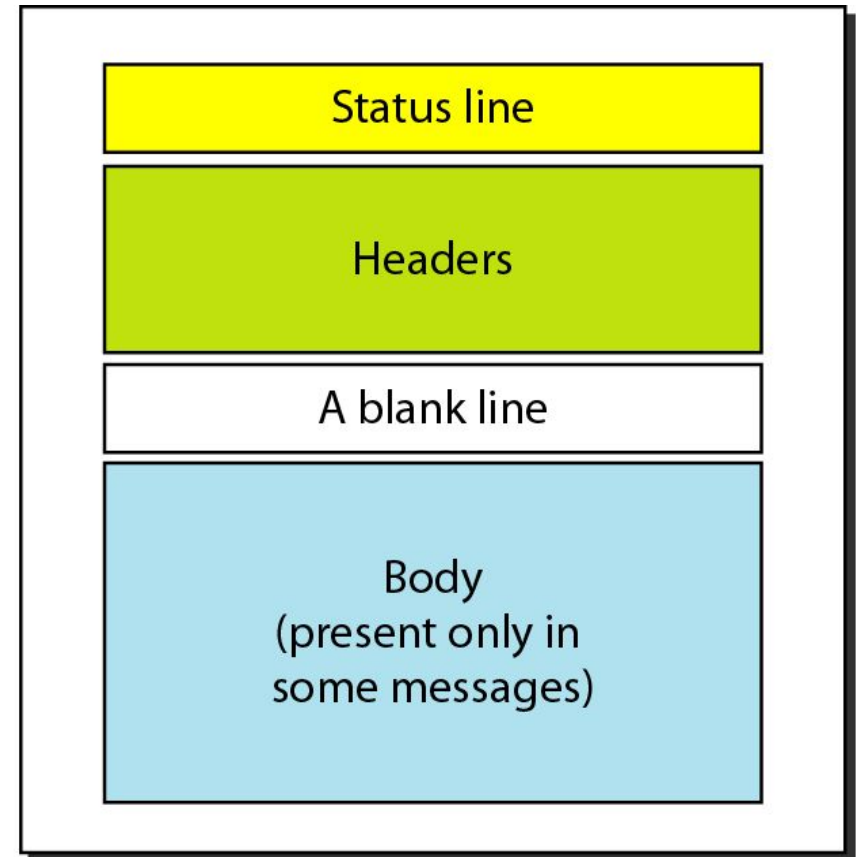 Status line
Headers
A blank line
Body
(present only in
some messages)